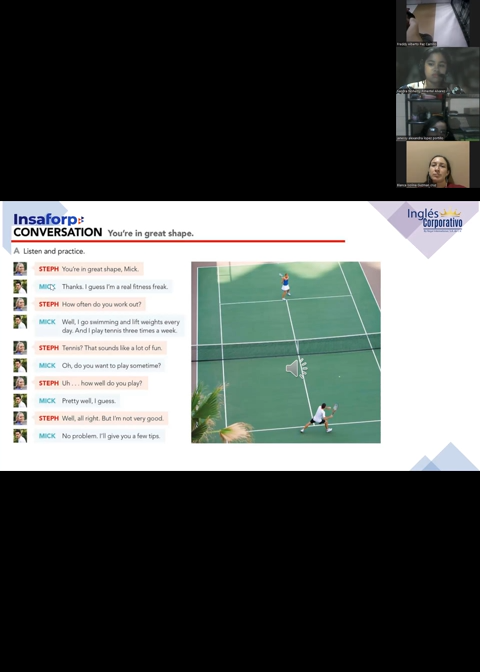 Insaforp
CONVERSATION You're in great shape.
Inglés
Corporativo
A Listen and practice.
STEPH You're in great shape, Mick.
MICK Thanks. I guess I'm a real fitness freak.
STEPH How often do you work out?
MICK Well, I go swimming and lift weights every
day. And I play tennis three times a week.
STEPH Tennis? That sounds like a lot of fun.
MICK Oh, do you want to play sometime?
STEPH Uh . . . how well do you play?
MICK Pretty well, I guess.
STEPH Well, all right. But I'm not very good.
MICK No problem. I'll give you a few tips.